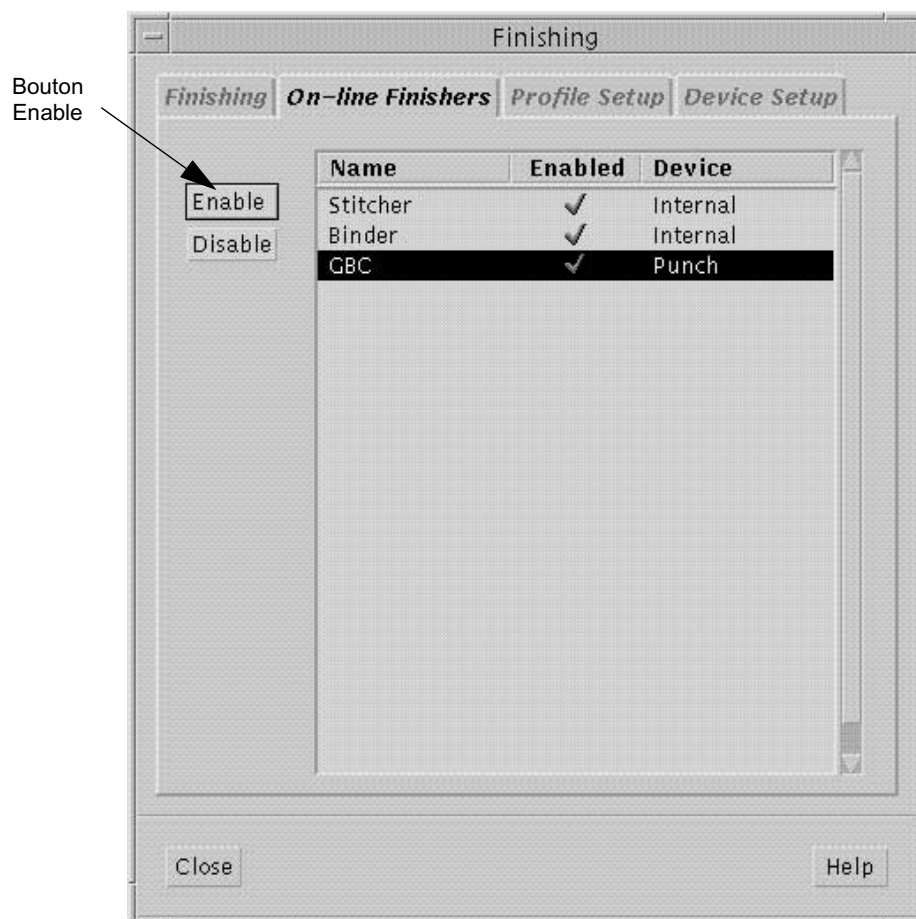 Finishing
Bouton
Enable
Finishing On-line Finishers Profile Setup Device Setup
Name Enabled Device
Enable
Disable
Stitcher Internal
Binder Internal
GBC Punch
Close Help